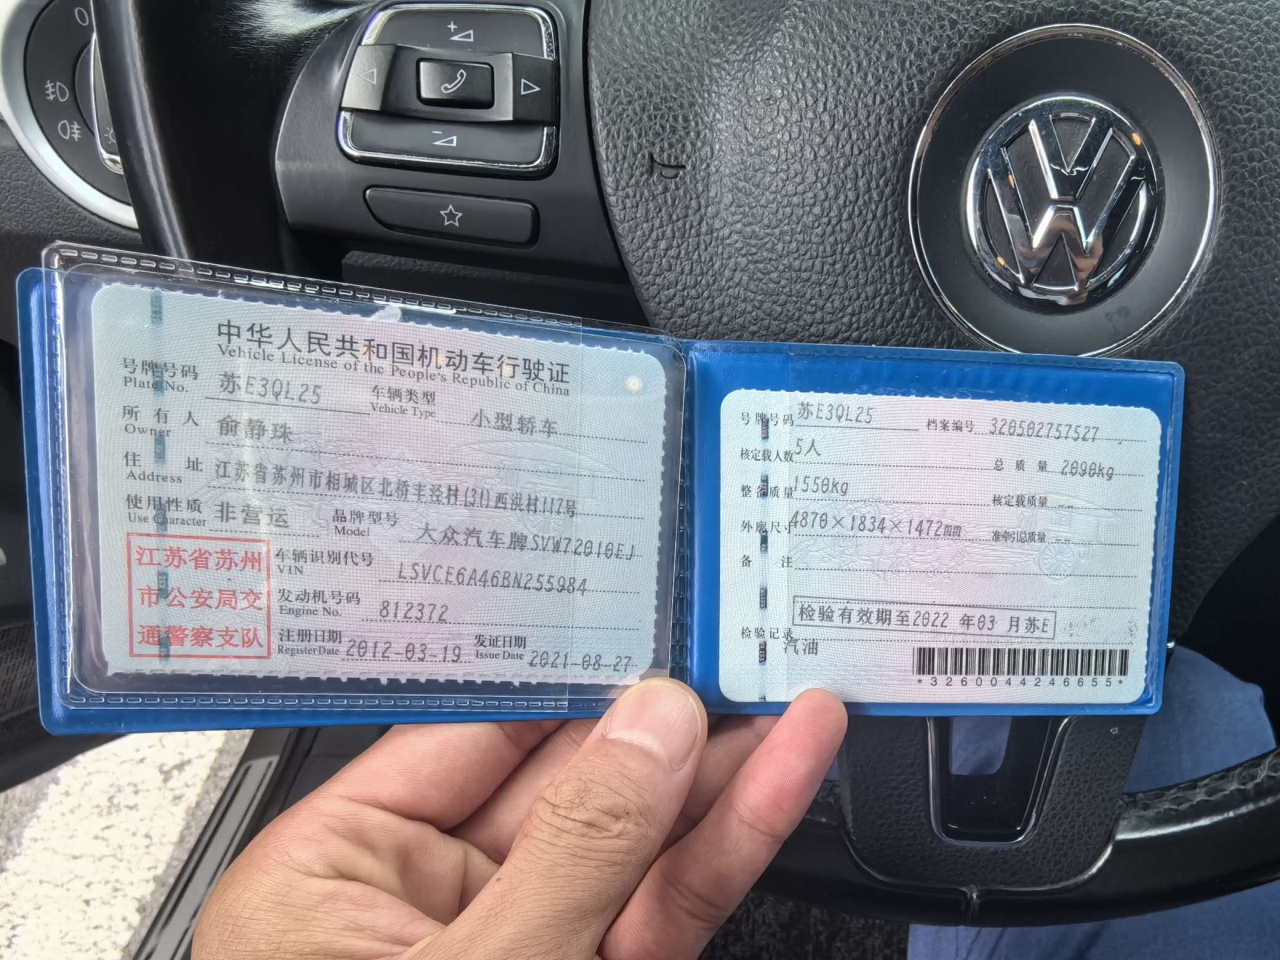 中华人民共和国机动车行驶证
Vehicle License of the People's Republic of China
号牌号码 苏E3QL25 车辆类型 小型轿车
Plate No. Vehicle Type
所有人 俞静珠
Owner
住址 江苏省苏州市相城区北桥丰泾村(31)西洪村117号
Address
使用性质 非营运 品牌型号 大众汽车牌SVW72010EJ
Use Character Model
江苏省苏州
市公安局交
通警察支队
车辆识别代号 LSVCE6A46BN255984
VIN
发动机号码 812372
Engine No.
注册日期 2012-03-19 发证日期 2021-08-27
Register Date Issue Date
号牌号码 苏E3QL25 档案编号 320502757527
核定载人数 5人 总质量 2090kg
整备质量 1550kg 核定载质量 --
外廓尺寸 4870×1834×1472mm 准牵引总质量 --
备注
检验有效期至2022年03月苏E
检验记录 汽油
*3260044246655*